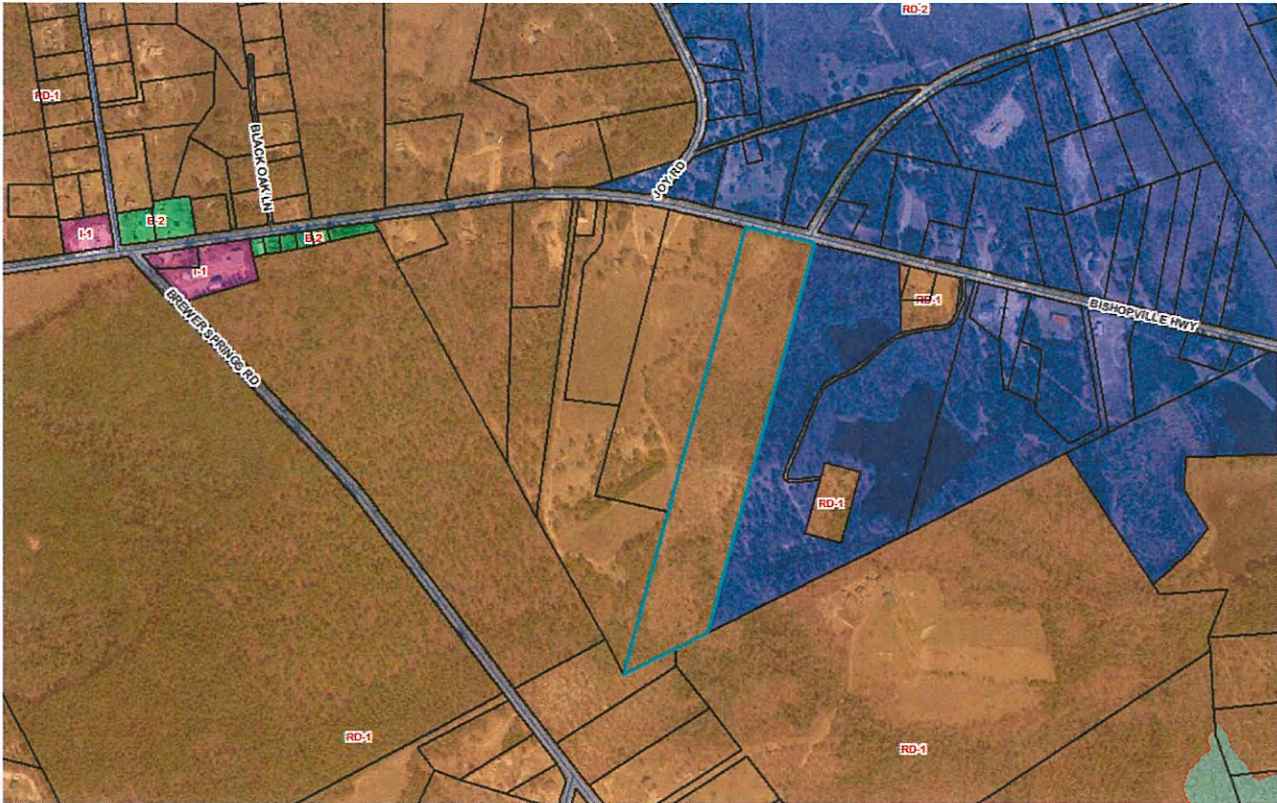 RD-2
RD-1
BLACK OAK LN
JOY RD
B-2
I-1
B-2
I-1
RD-1
BISHOPVILLE HWY
BREWER SPRINGS RD
RD-1
RD-1
RD-1